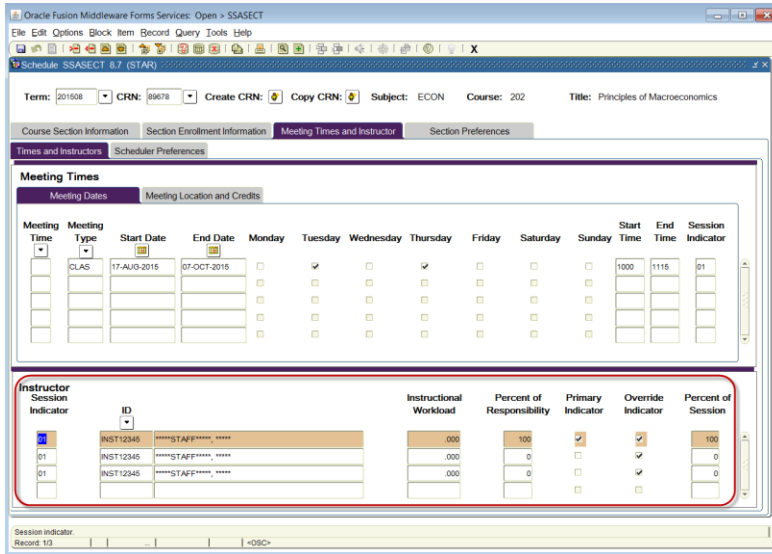 Oracle Fusion Middleware Forms Services: Open > SSASECT
File Edit Options Block Item Record Query Tools Help
X
Schedule SSASECT 8.7 (STAR)
Term: 201508 CRN: 89678 Create CRN: Copy CRN: Subject: ECON Course: 202 Title: Principles of Macroeconomics
Course Section Information Section Enrollment Information Meeting Times and Instructor Section Preferences
Times and Instructors Scheduler Preferences
Meeting Times
Meeting Dates Meeting Location and Credits
Meeting Meeting Start End Session
Time Type Start Date End Date Monday Tuesday Wednesday Thursday Friday Saturday Sunday Time Time Indicator
CLAS 17-AUG-2015 07-OCT-2015 1000 1115 01
Instructor
Session Instructional Percent of Primary Override Percent of
Indicator ID Workload Responsibility Indicator Indicator Session
01 INST12345 *****STAFF*****, ***** .000 100 100
01 INST12345 *****STAFF*****, ***** .000 0 0
01 INST12345 *****STAFF*****, ***** .000 0 0
Session indicator.
Record: 1/3 ... <OSC>